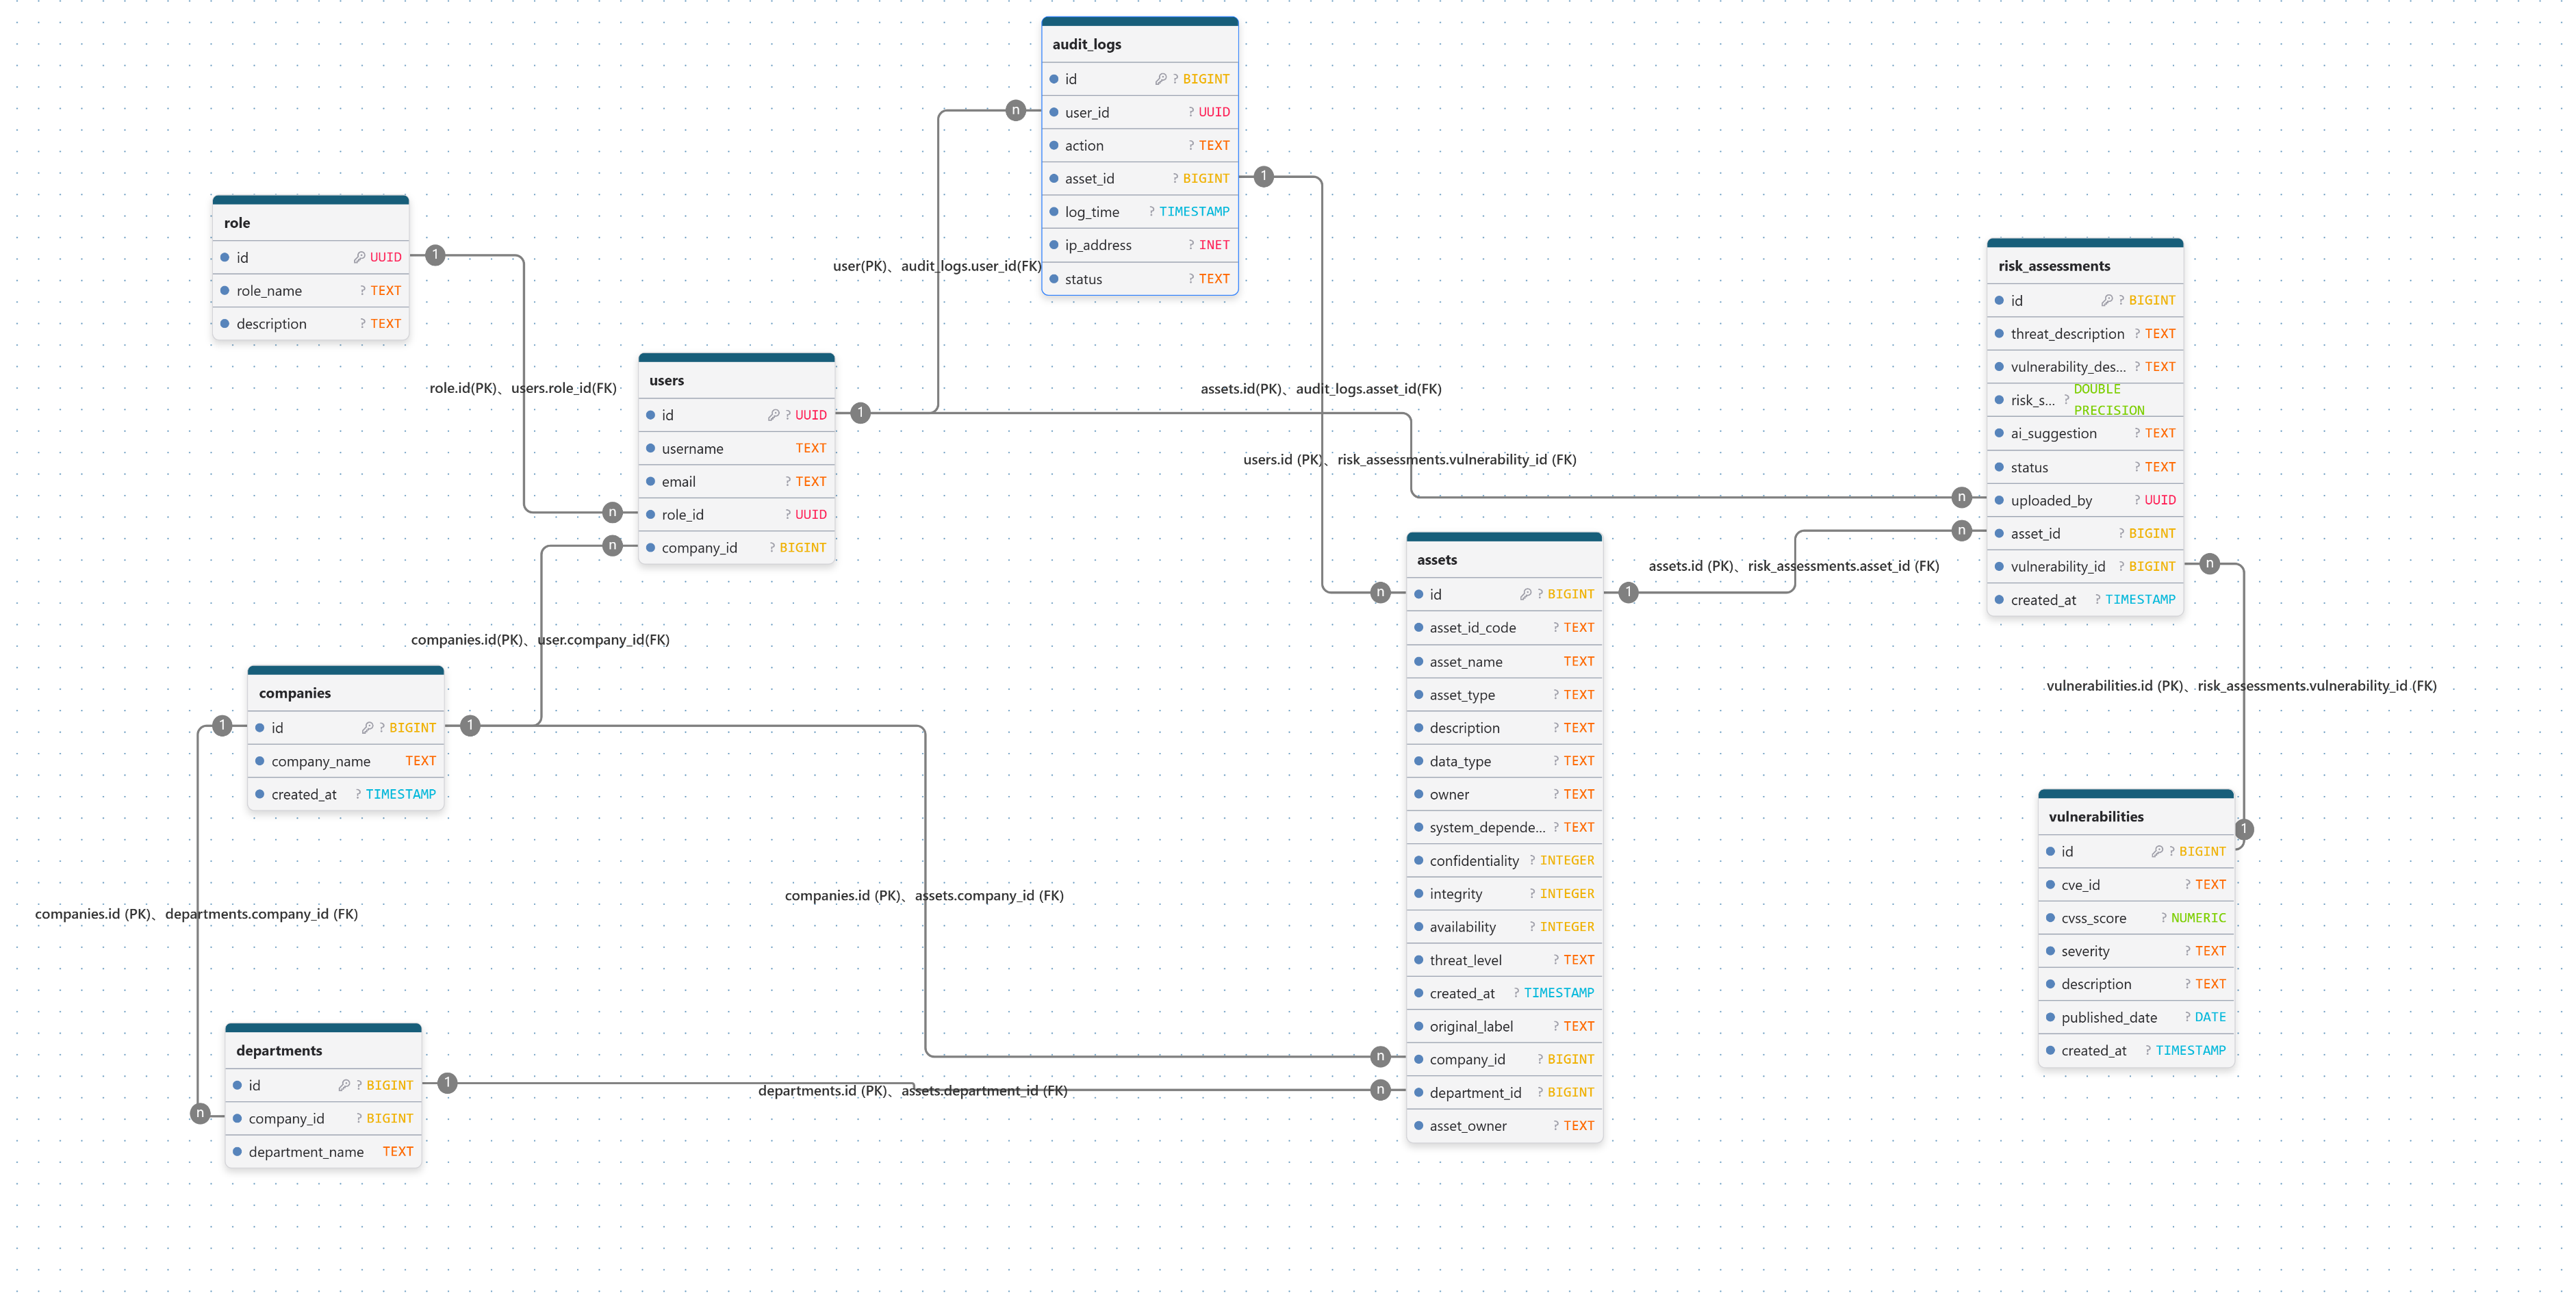 audit_logs
id ? BIGINT
user_id ? UUID
action ? TEXT
asset_id ? BIGINT
log_time ? TIMESTAMP
ip_address ? INET
status ? TEXT
n
1
role
id UUID
role_name ? TEXT
description ? TEXT
1
user(PK)、audit_logs.user_id(FK)
risk_assessments
id ? BIGINT
threat_description ? TEXT
vulnerability_des... ? TEXT
risk_s... ? DOUBLE PRECISION
ai_suggestion ? TEXT
status ? TEXT
uploaded_by ? UUID
asset_id ? BIGINT
vulnerability_id ? BIGINT
created_at ? TIMESTAMP
n
n
n
role.id(PK)、users.role_id(FK)
users
id ? UUID
username TEXT
email ? TEXT
role_id ? UUID
company_id ? BIGINT
1
n
n
assets.id(PK)、audit_logs.asset_id(FK)
users.id (PK)、risk_assessments.vulnerability_id (FK)
assets.id (PK)、risk_assessments.asset_id (FK)
assets
id ? BIGINT
asset_id_code ? TEXT
asset_name TEXT
asset_type ? TEXT
description ? TEXT
data_type ? TEXT
owner ? TEXT
system_depende... ? TEXT
confidentiality ? INTEGER
integrity ? INTEGER
availability ? INTEGER
threat_level ? TEXT
created_at ? TIMESTAMP
original_label ? TEXT
company_id ? BIGINT
department_id ? BIGINT
asset_owner ? TEXT
n
1
n
n
companies.id(PK)、user.company_id(FK)
companies
id ? BIGINT
company_name TEXT
created_at ? TIMESTAMP
1
1
vulnerabilities.id (PK)、risk_assessments.vulnerability_id (FK)
vulnerabilities
id ? BIGINT
cve_id ? TEXT
cvss_score ? NUMERIC
severity ? TEXT
description ? TEXT
published_date ? DATE
created_at ? TIMESTAMP
1
companies.id (PK)、assets.company_id (FK)
companies.id (PK)、departments.company_id (FK)
departments
id ? BIGINT
company_id ? BIGINT
department_name TEXT
1
n
departments.id (PK)、assets.department_id (FK)